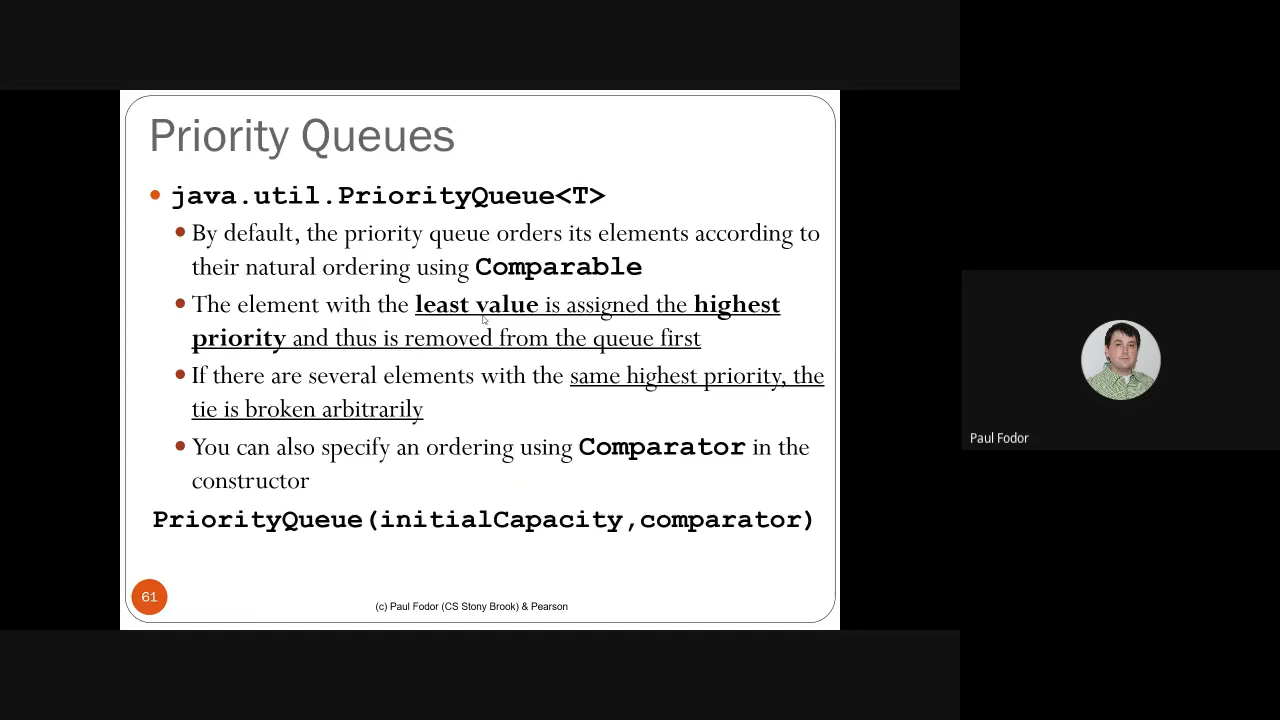 Priority Queues
java.util.PriorityQueue<T>
By default, the priority queue orders its elements according to
their natural ordering using Comparable
The element with the least value is assigned the highest
priority and thus is removed from the queue first
If there are several elements with the same highest priority, the
tie is broken arbitrarily
You can also specify an ordering using Comparator in the
constructor
PriorityQueue(initialCapacity,comparator)
61
(c) Paul Fodor (CS Stony Brook) & Pearson
Paul Fodor